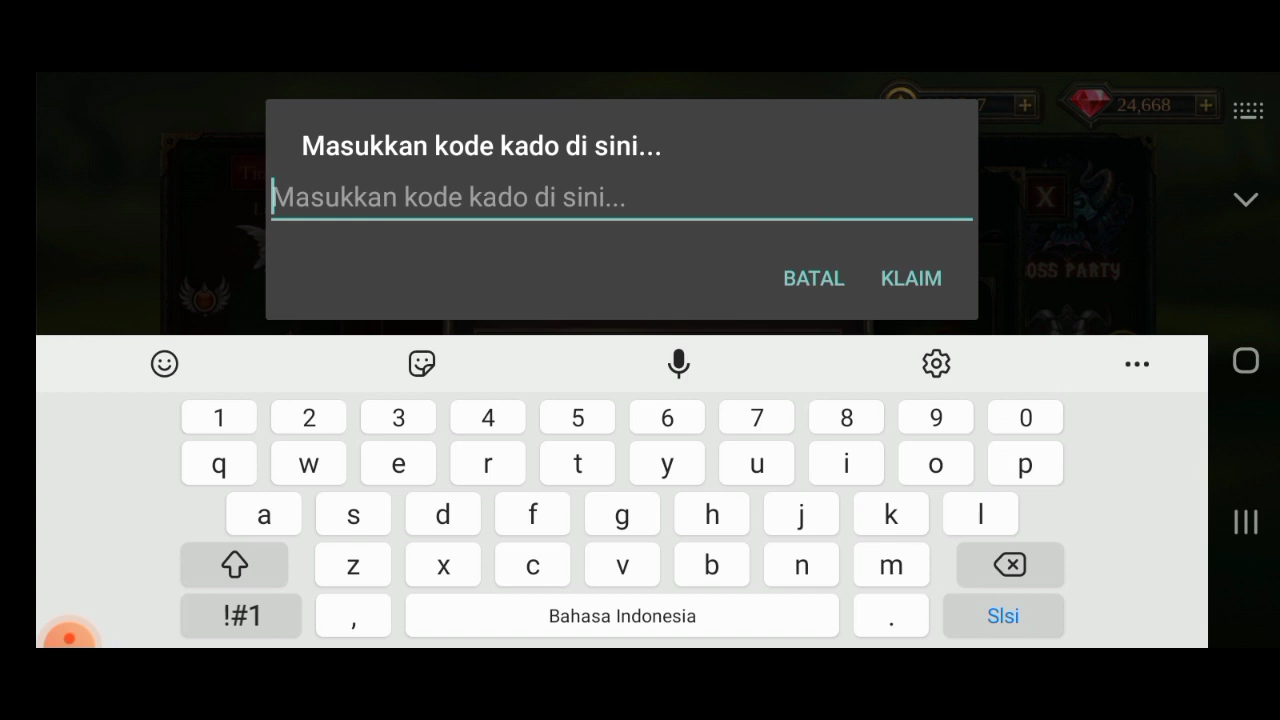 7
24,668
Masukkan kode kado di sini...
Masukkan kode kado di sini...
X
BATAL KLAIM
OSS PARTY
1 2 3 4 5 6 7 8 9 0
q w e r t y u i o p
a s d f g h j k l
z x c v b n m
!#1 , Bahasa Indonesia . Slsi